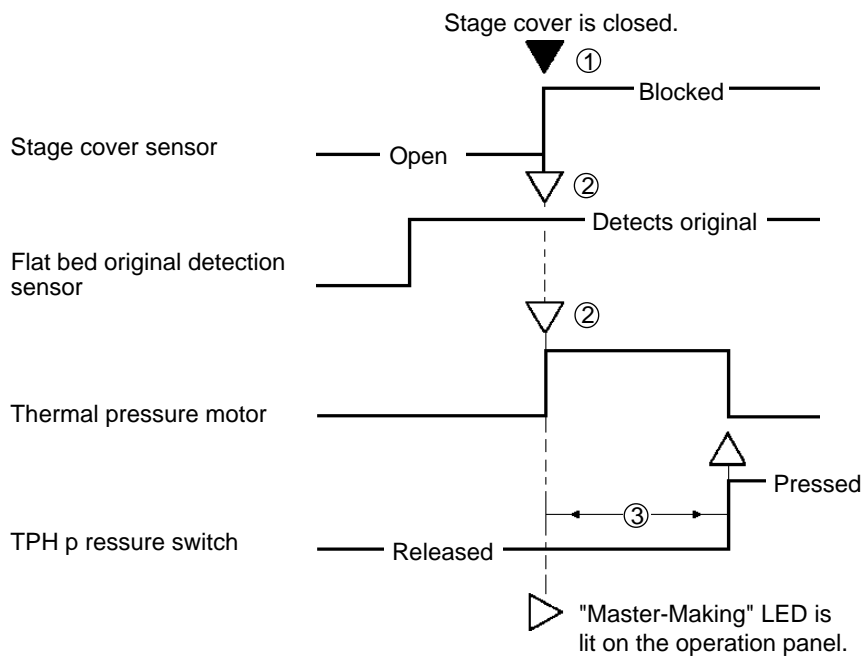 Stage cover is closed.
①
Blocked
Stage cover sensor
Open
②
Detects original
Flat bed original detection
sensor
②
Thermal pressure motor
Pressed
③
TPH p ressure switch
Released
"Master-Making" LED is
lit on the operation panel.